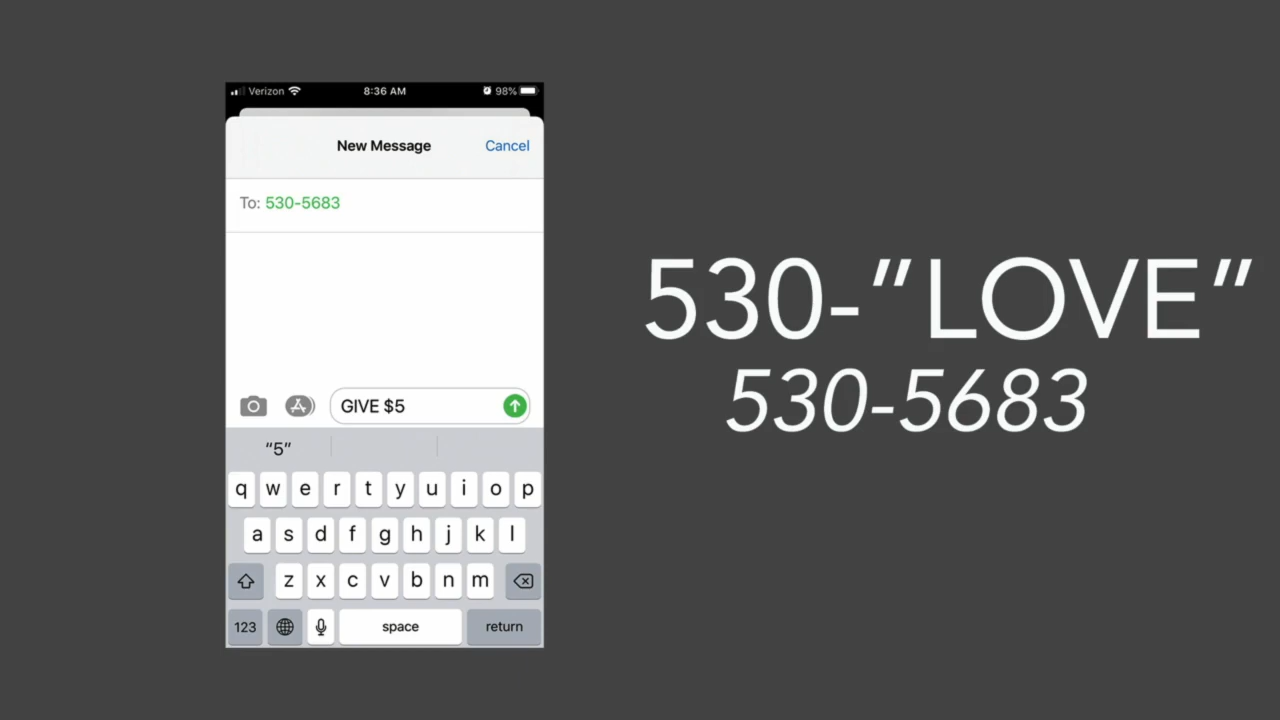 Verizon 8:36 AM 98%
New Message Cancel
To: 530-5683
GIVE $5
"5"
q w e r t y u i o p
a s d f g h j k l
z x c v b n m
123 space return
530-"LOVE"
530-5683